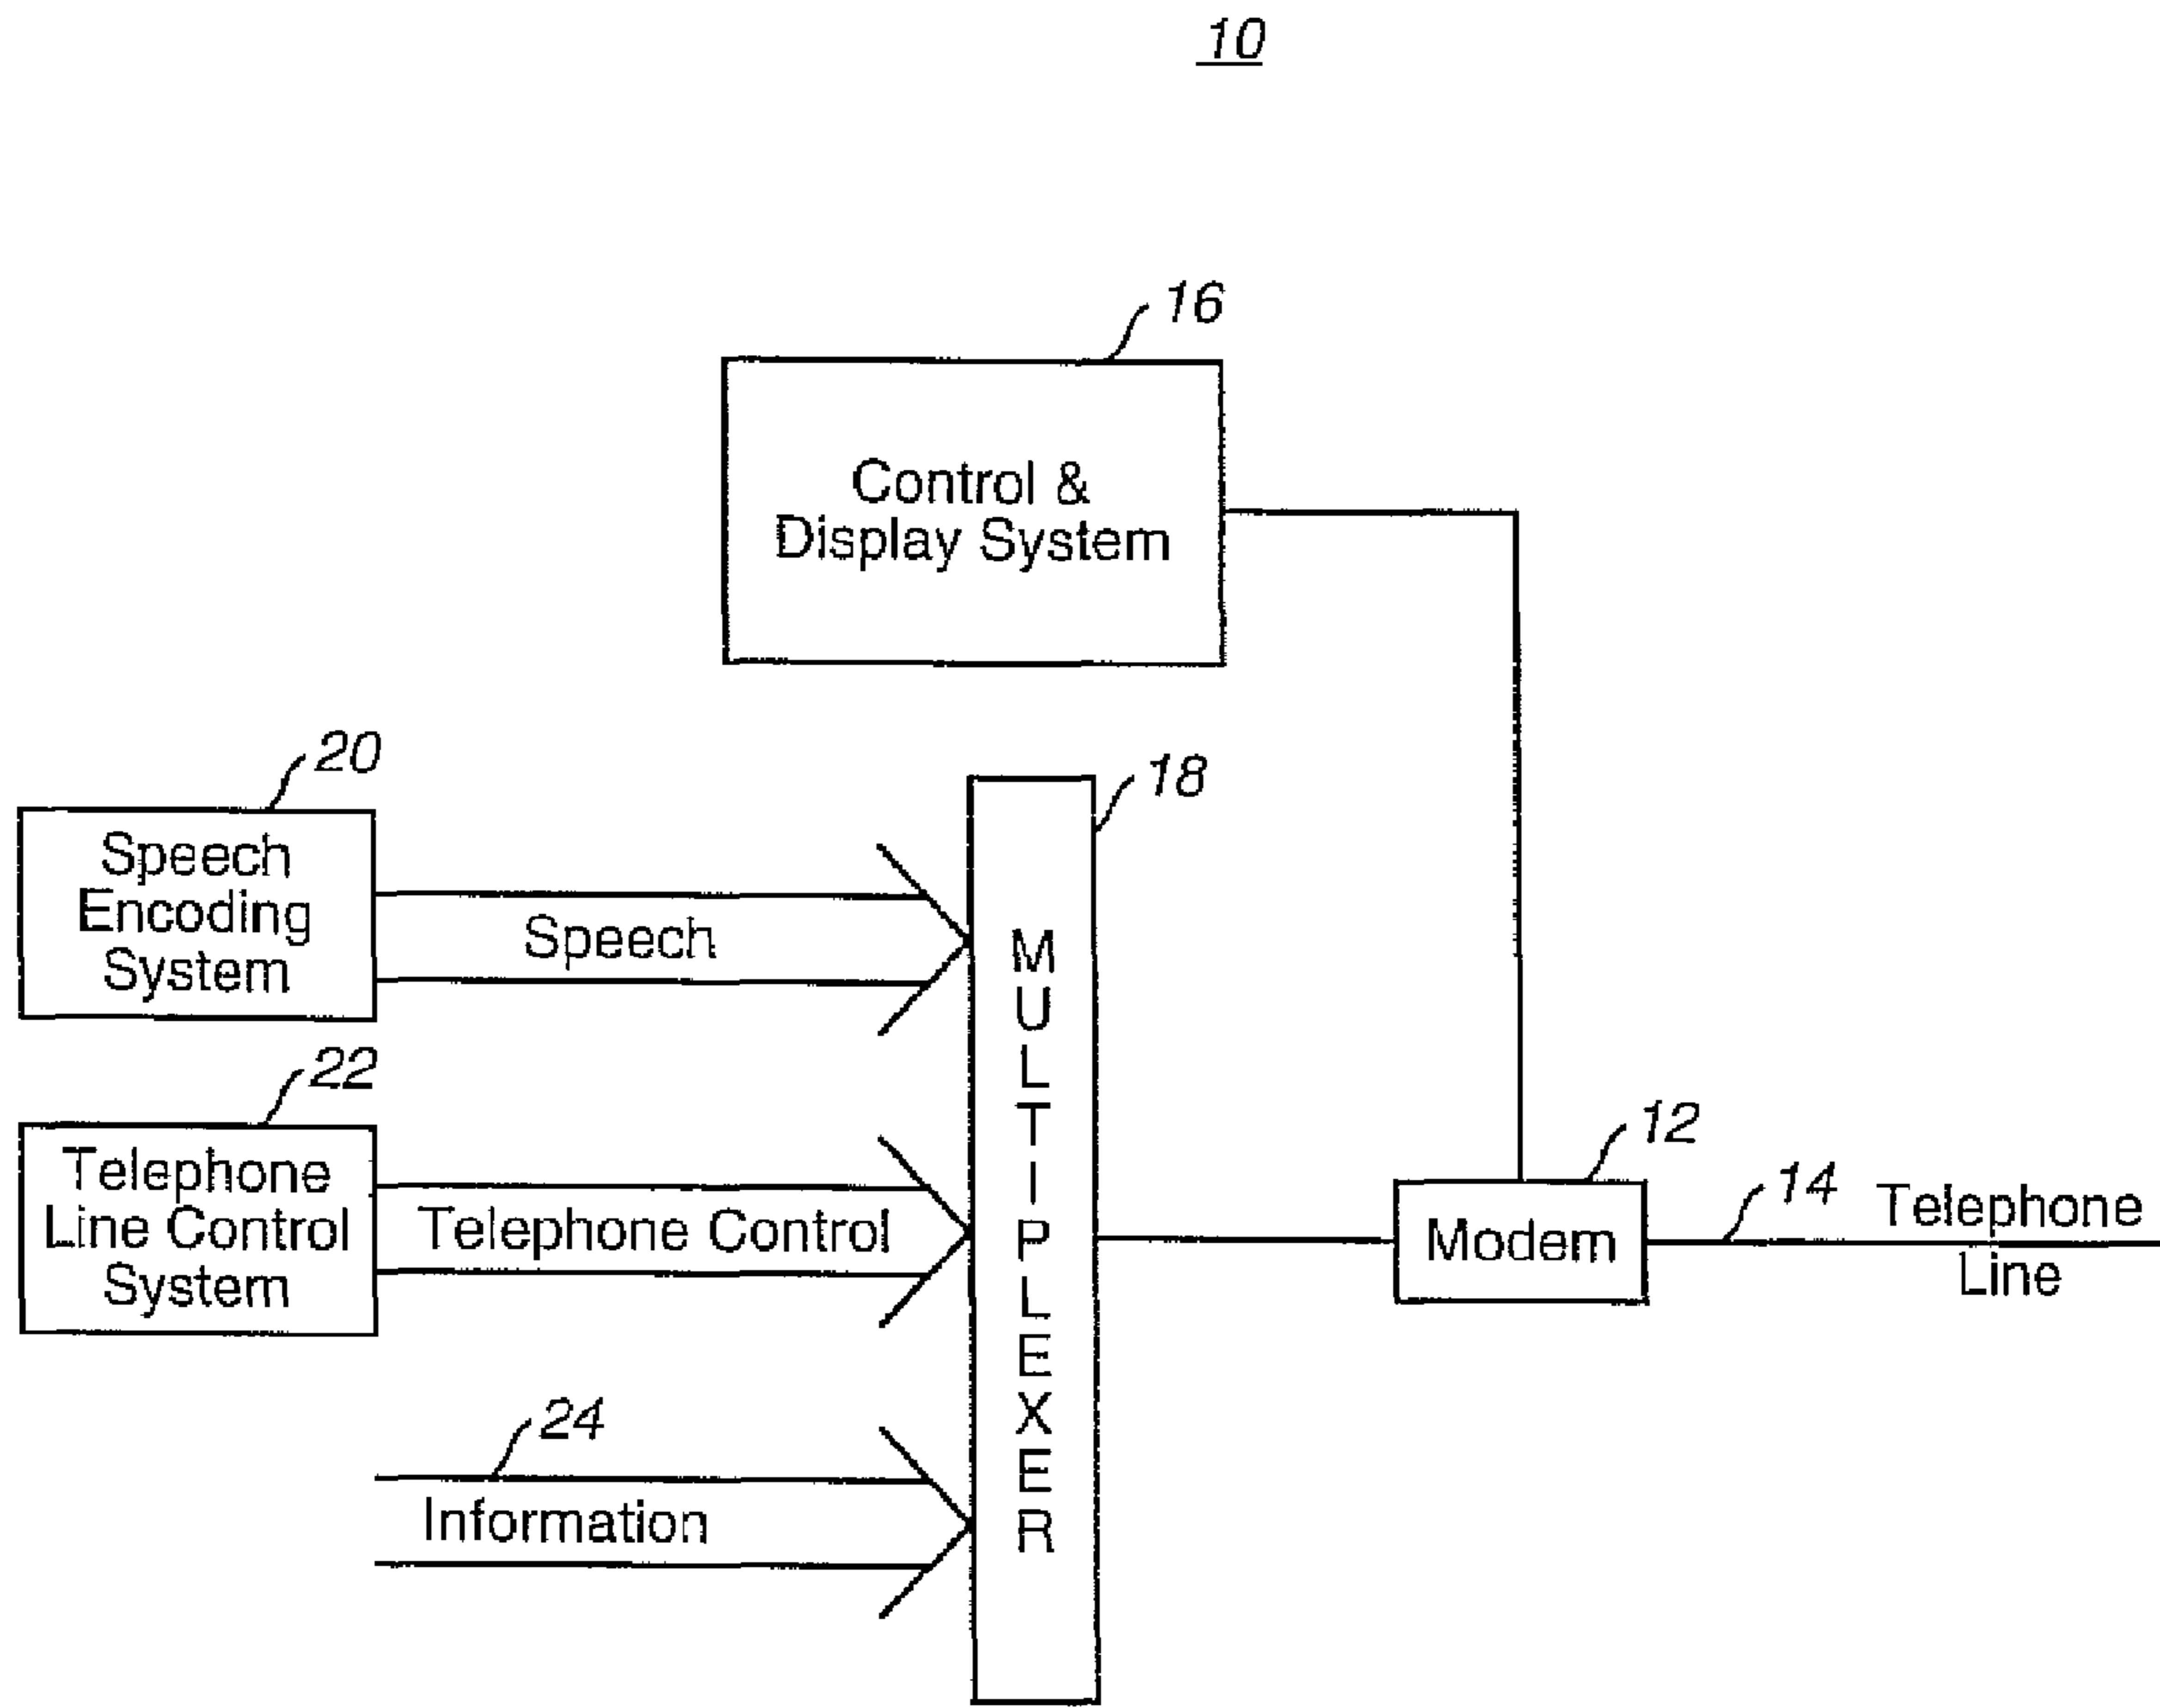 10
16
Control &
Display System
20
18
Speech
Encoding
System
Speech
22
Telephone
Line Control
System
Telephone Control
24
Information
MULTIPLEXER
12
Modem
14
Telephone
Line